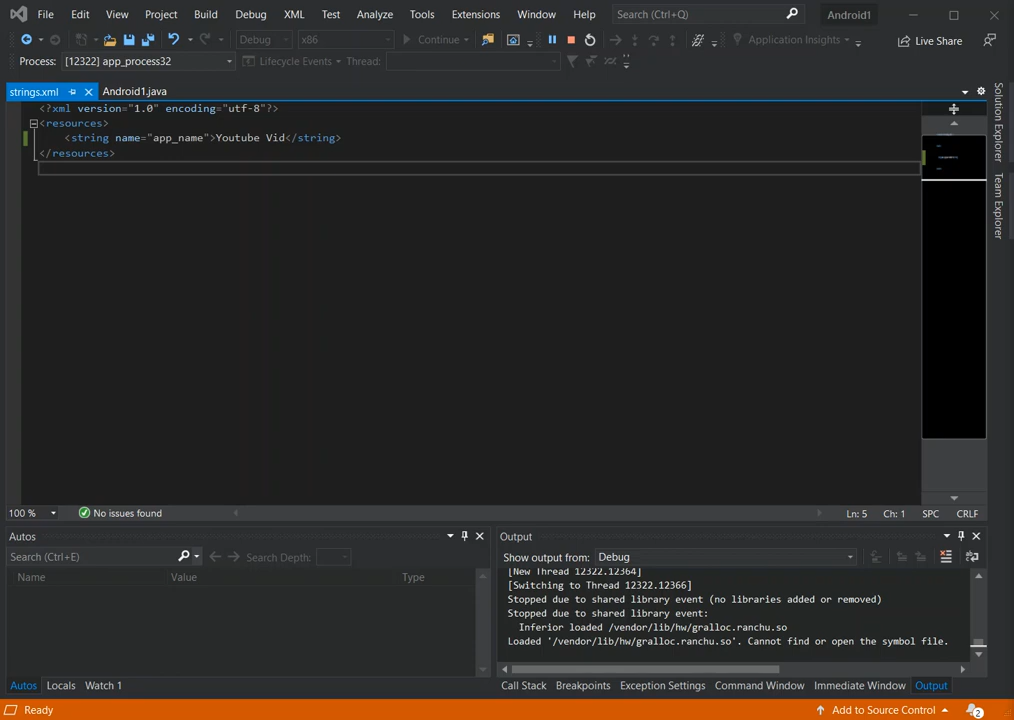 File Edit View Project Build Debug XML Test Analyze Tools Extensions Window Help Search (Ctrl+Q) Android1
Debug x86 Continue Application Insights Live Share
Process: [12322] app_process32 Lifecycle Events Thread:
strings.xml Android1.java
<?xml version="1.0" encoding="utf-8"?>
<resources>
<string name="app_name">Youtube Vid</string>
</resources>
Solution Explorer
Team Explorer
100 % No issues found Ln: 5 Ch: 1 SPC CRLF
Autos
Search (Ctrl+E) Search Depth:
Name Value Type
Autos Locals Watch 1
Output
Show output from: Debug
[New Thread 12322.12364]
[Switching to Thread 12322.12366]
Stopped due to shared library event (no libraries added or removed)
Stopped due to shared library event:
Inferior loaded /vendor/lib/hw/gralloc.ranchu.so
Loaded '/vendor/lib/hw/gralloc.ranchu.so'. Cannot find or open the symbol file.
Call Stack Breakpoints Exception Settings Command Window Immediate Window Output
Ready Add to Source Control 2